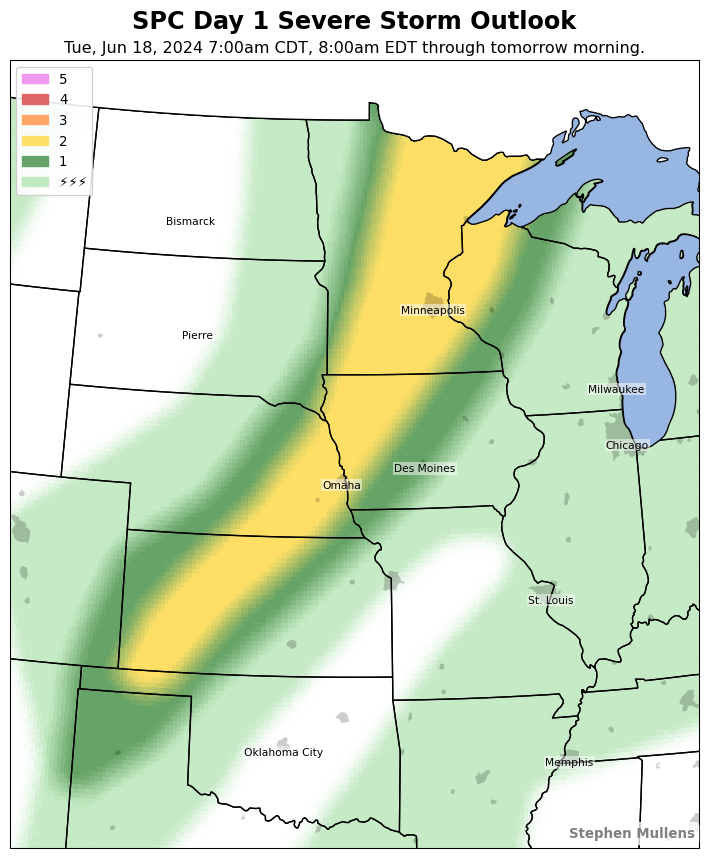 SPC Day 1 Severe Storm Outlook
Tue, Jun 18, 2024 7:00am CDT, 8:00am EDT through tomorrow morning.
5
4
3
2
1
⚡⚡⚡
Bismarck
Minneapolis
Pierre
Milwaukee
Chicago
Des Moines
Omaha
St. Louis
Oklahoma City
Memphis
Stephen Mullens